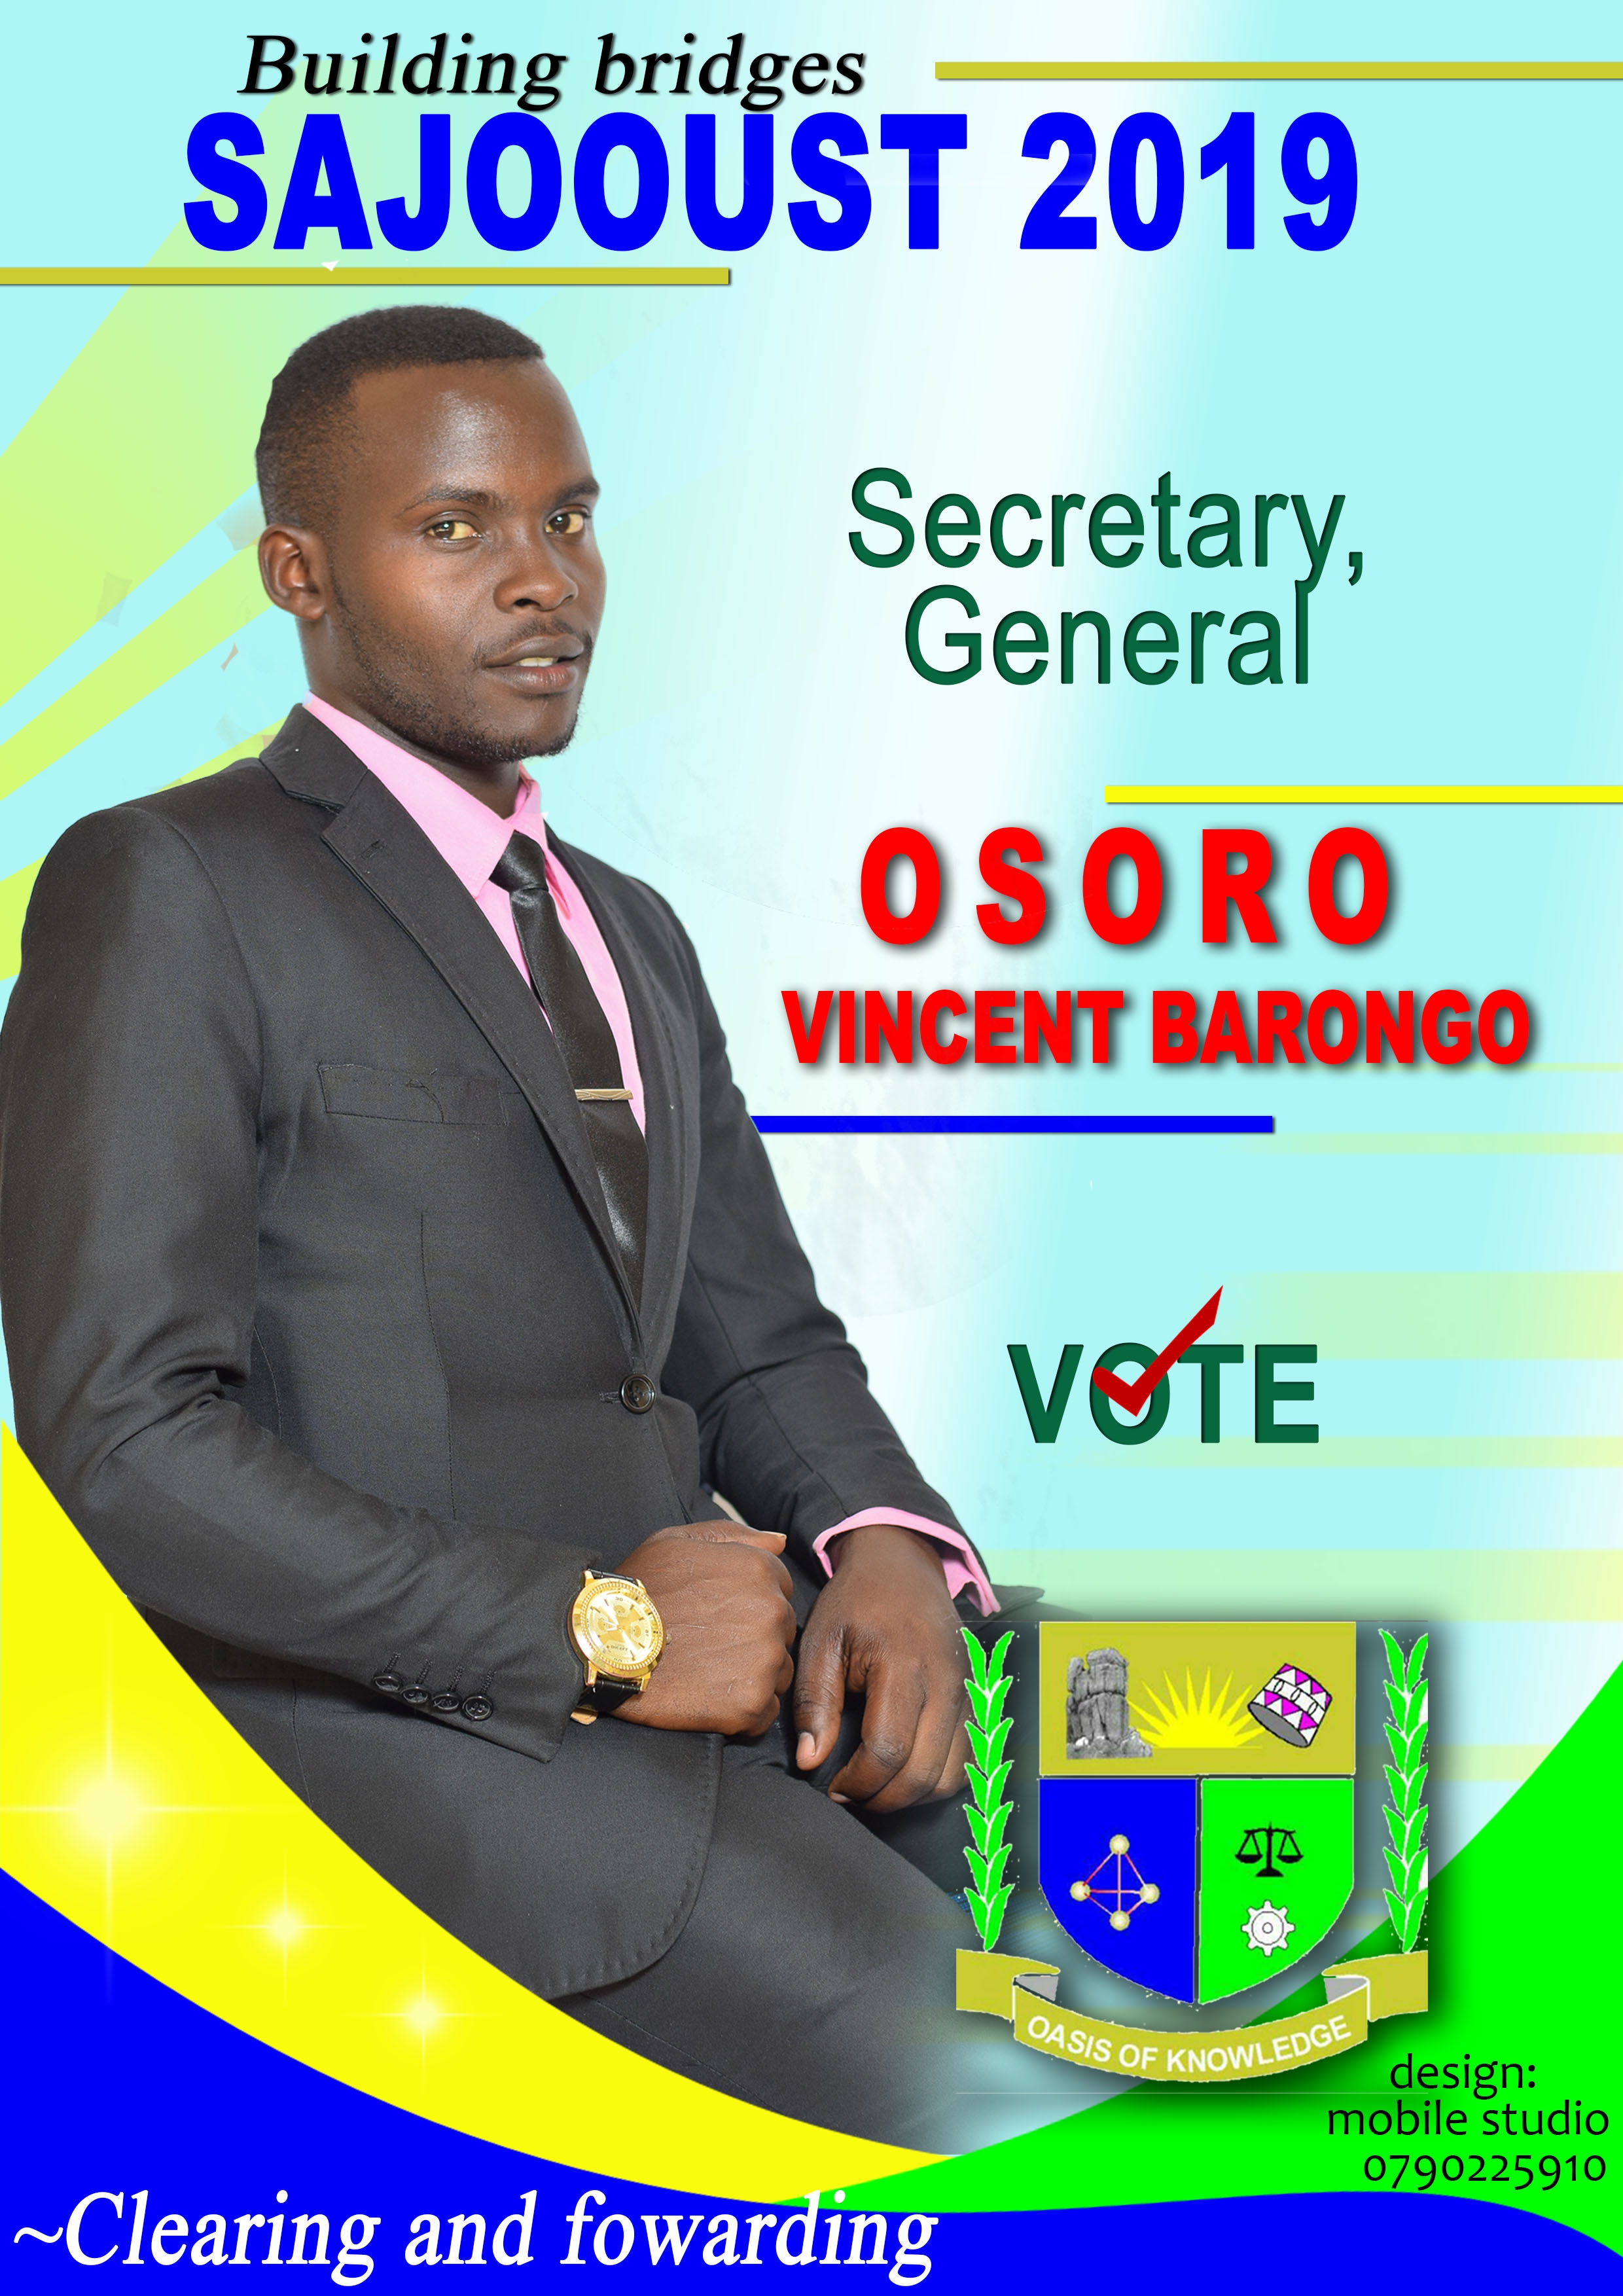 Building bridges
SAJOOUST 2019
Secretary,
General
OSORO
VINCENT BARONGO
VOTE
OASIS OF KNOWLEDGE
design:
mobile studio
0790225910
~Clearing and fowarding